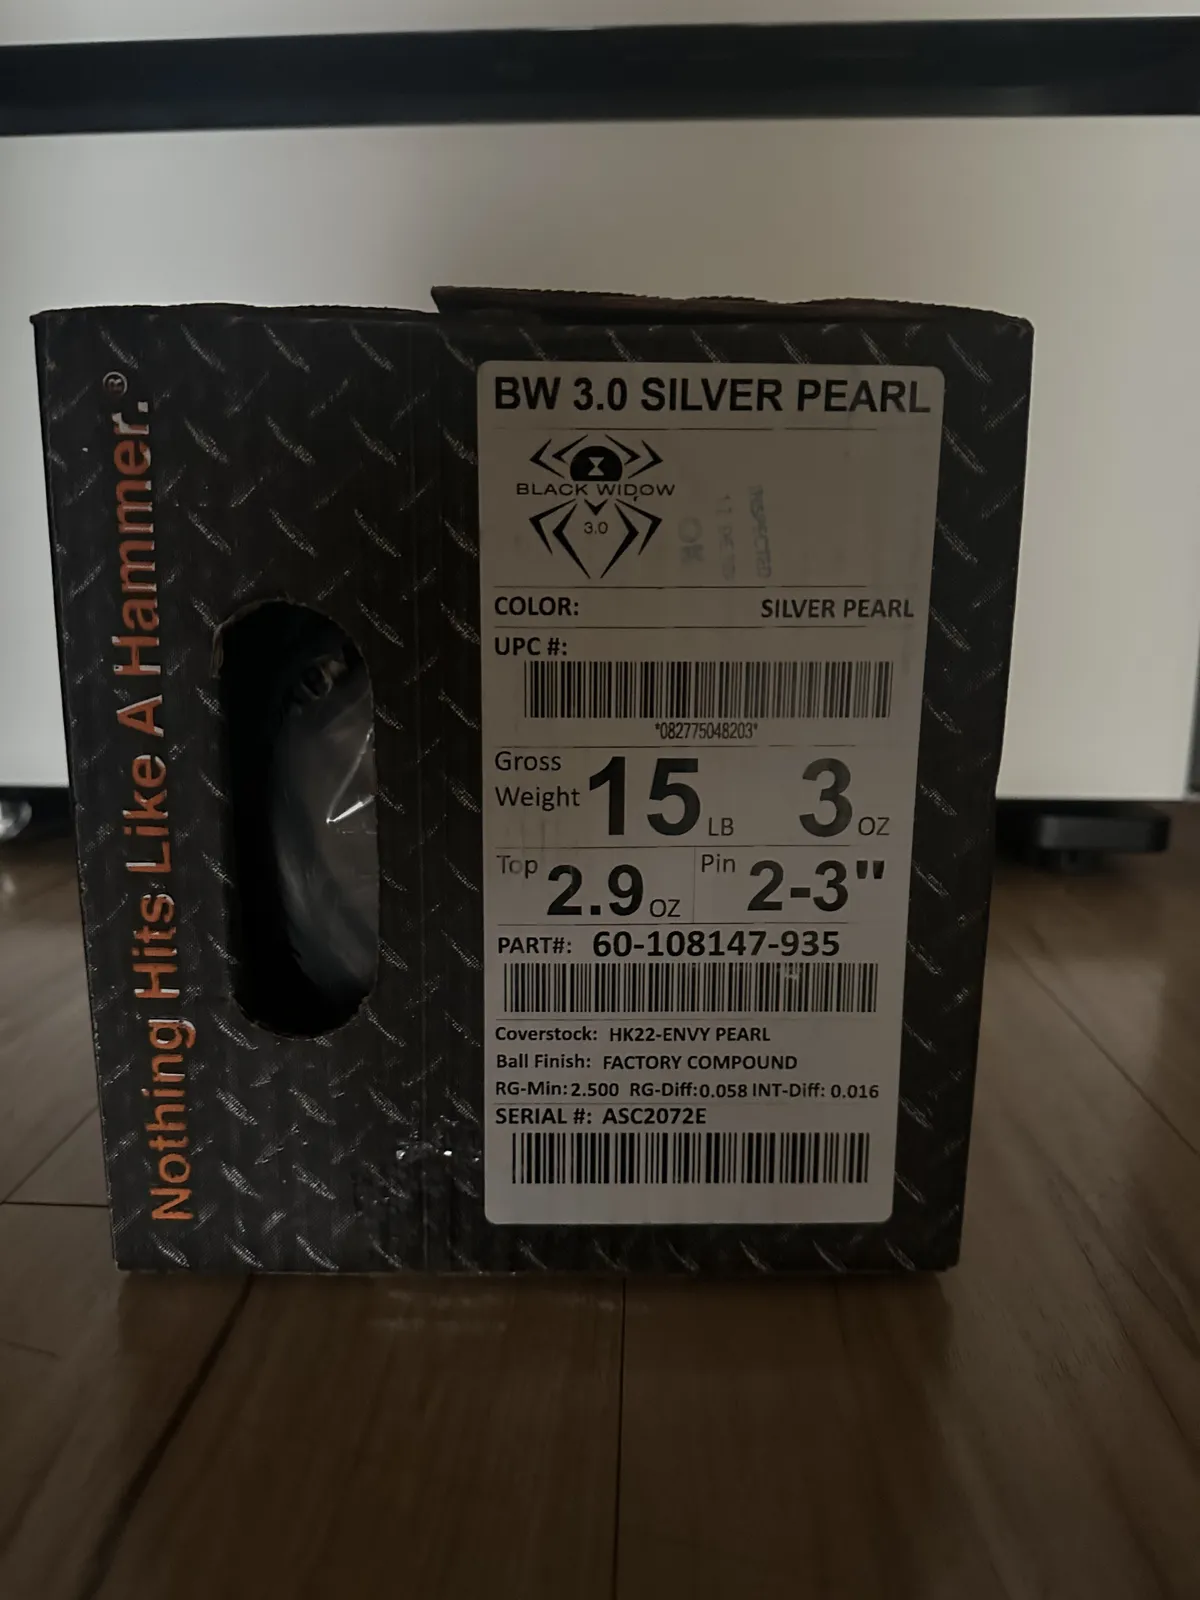 Nothing Hits Like A Hammer.®
BW 3.0 SILVER PEARL
BLACK WIDOW
3.0
OK
INSPECTED
COLOR: SILVER PEARL
UPC #:
*082775048203*
Gross
Weight 15 LB 3 OZ
Top 2.9 OZ Pin 2-3"
PART#: 60-108147-935
Coverstock: HK22-ENVY PEARL
Ball Finish: FACTORY COMPOUND
RG-Min: 2.500 RG-Diff: 0.058 INT-Diff: 0.016
SERIAL #: ASC2072E